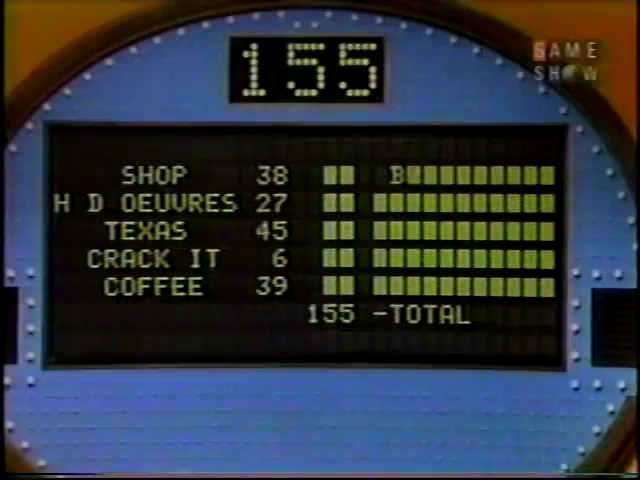 155
GAME
SHOW
SHOP 38 B
H D OEUVRES 27
TEXAS 45
CRACK IT 6
COFFEE 39
155 -TOTAL